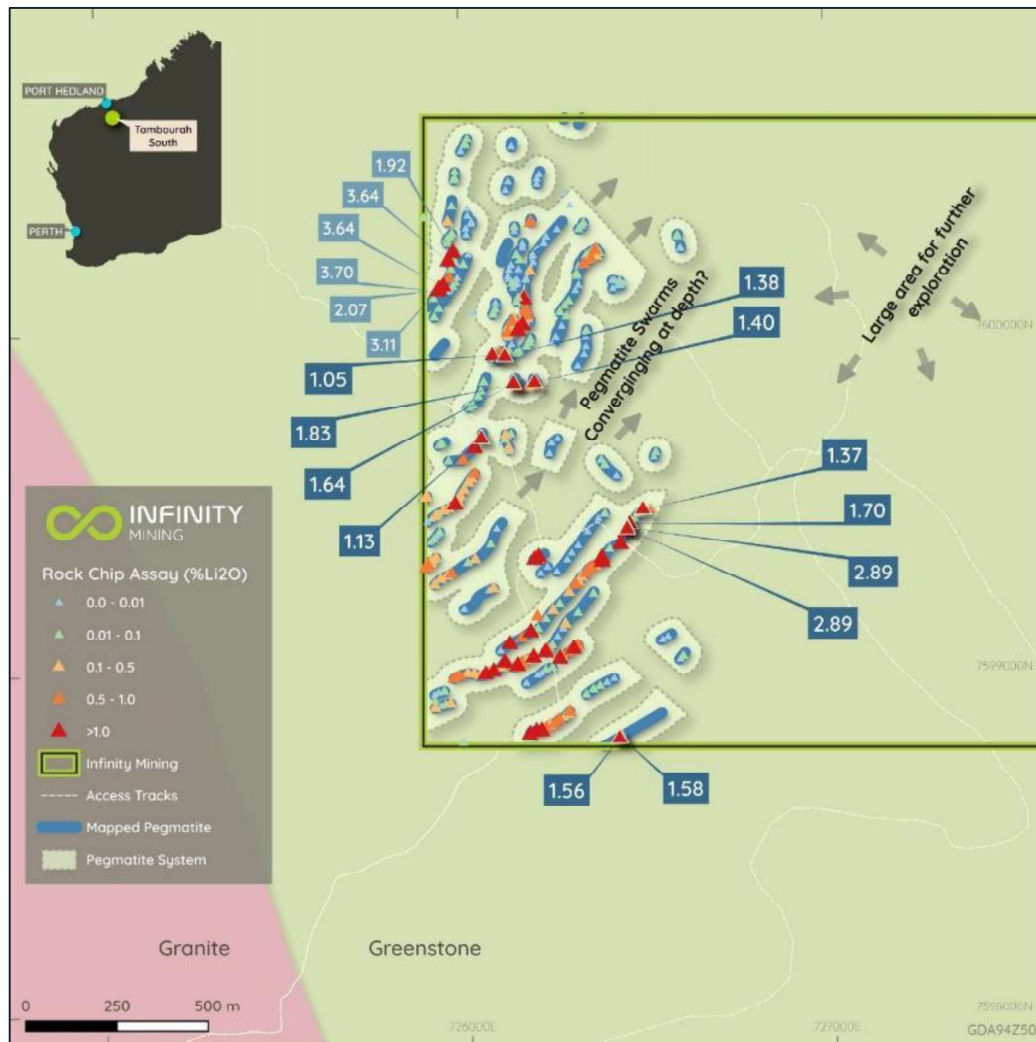 PORT HEDLAND
Tambourah
South
PERTH
1.92
3.64
3.64
3.70
2.07
3.11
1.05
1.83
1.64
1.13
1.38
1.40
Pegmatite Swarms
Converginging at depth?
Large area for further
exploration
7600000N
1.37
1.70
2.89
2.89
7599000N
1.56
1.58
INFINITY
MINING
Rock Chip Assay (%Li2O)
0.0 - 0.01
0.01 - 0.1
0.1 - 0.5
0.5 - 1.0
>1.0
Infinity Mining
Access Tracks
Mapped Pegmatite
Pegmatite System
Granite
Greenstone
0 250 500 m
726000E
727000E
7598000N
GDA94Z50